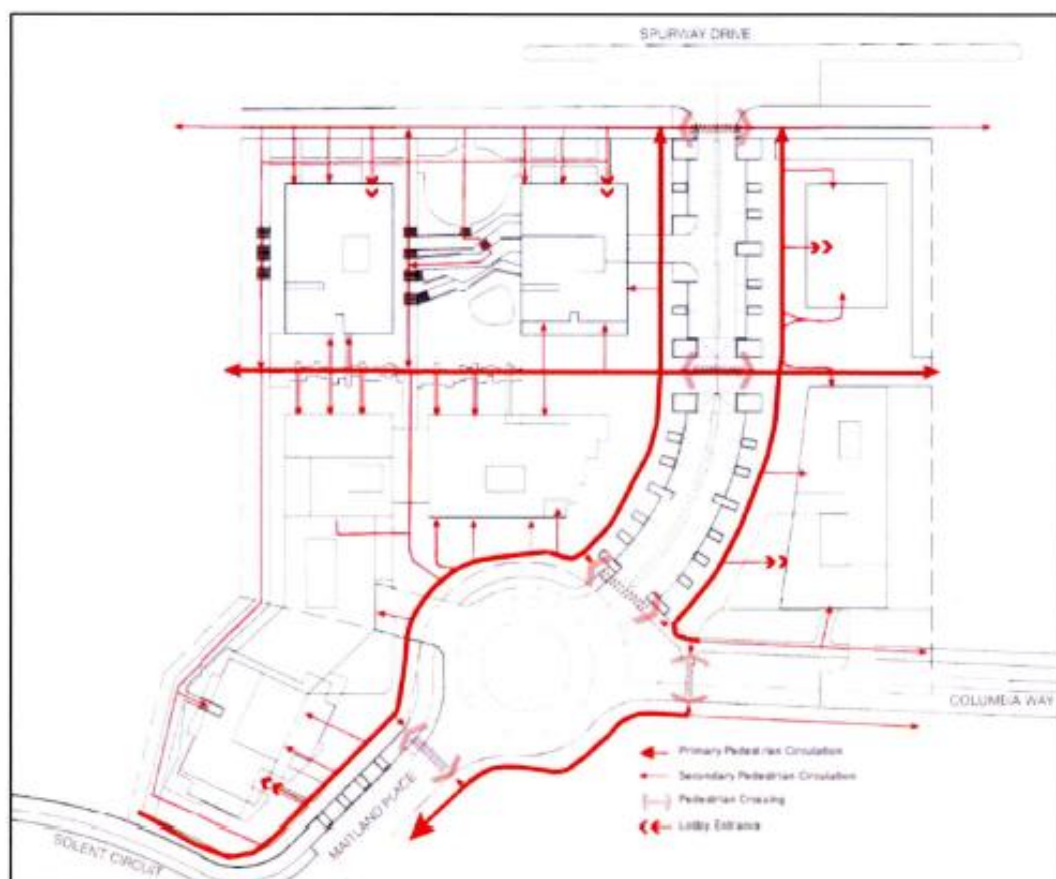 SPURWAY DRIVE
COLUMBIA WAY
Primary Pedestrian Circulation
Secondary Pedestrian Circulation
Pedestrian Crossing
Lobby Entrance
MAITLAND PLACE
SOLENT CIRCUIT